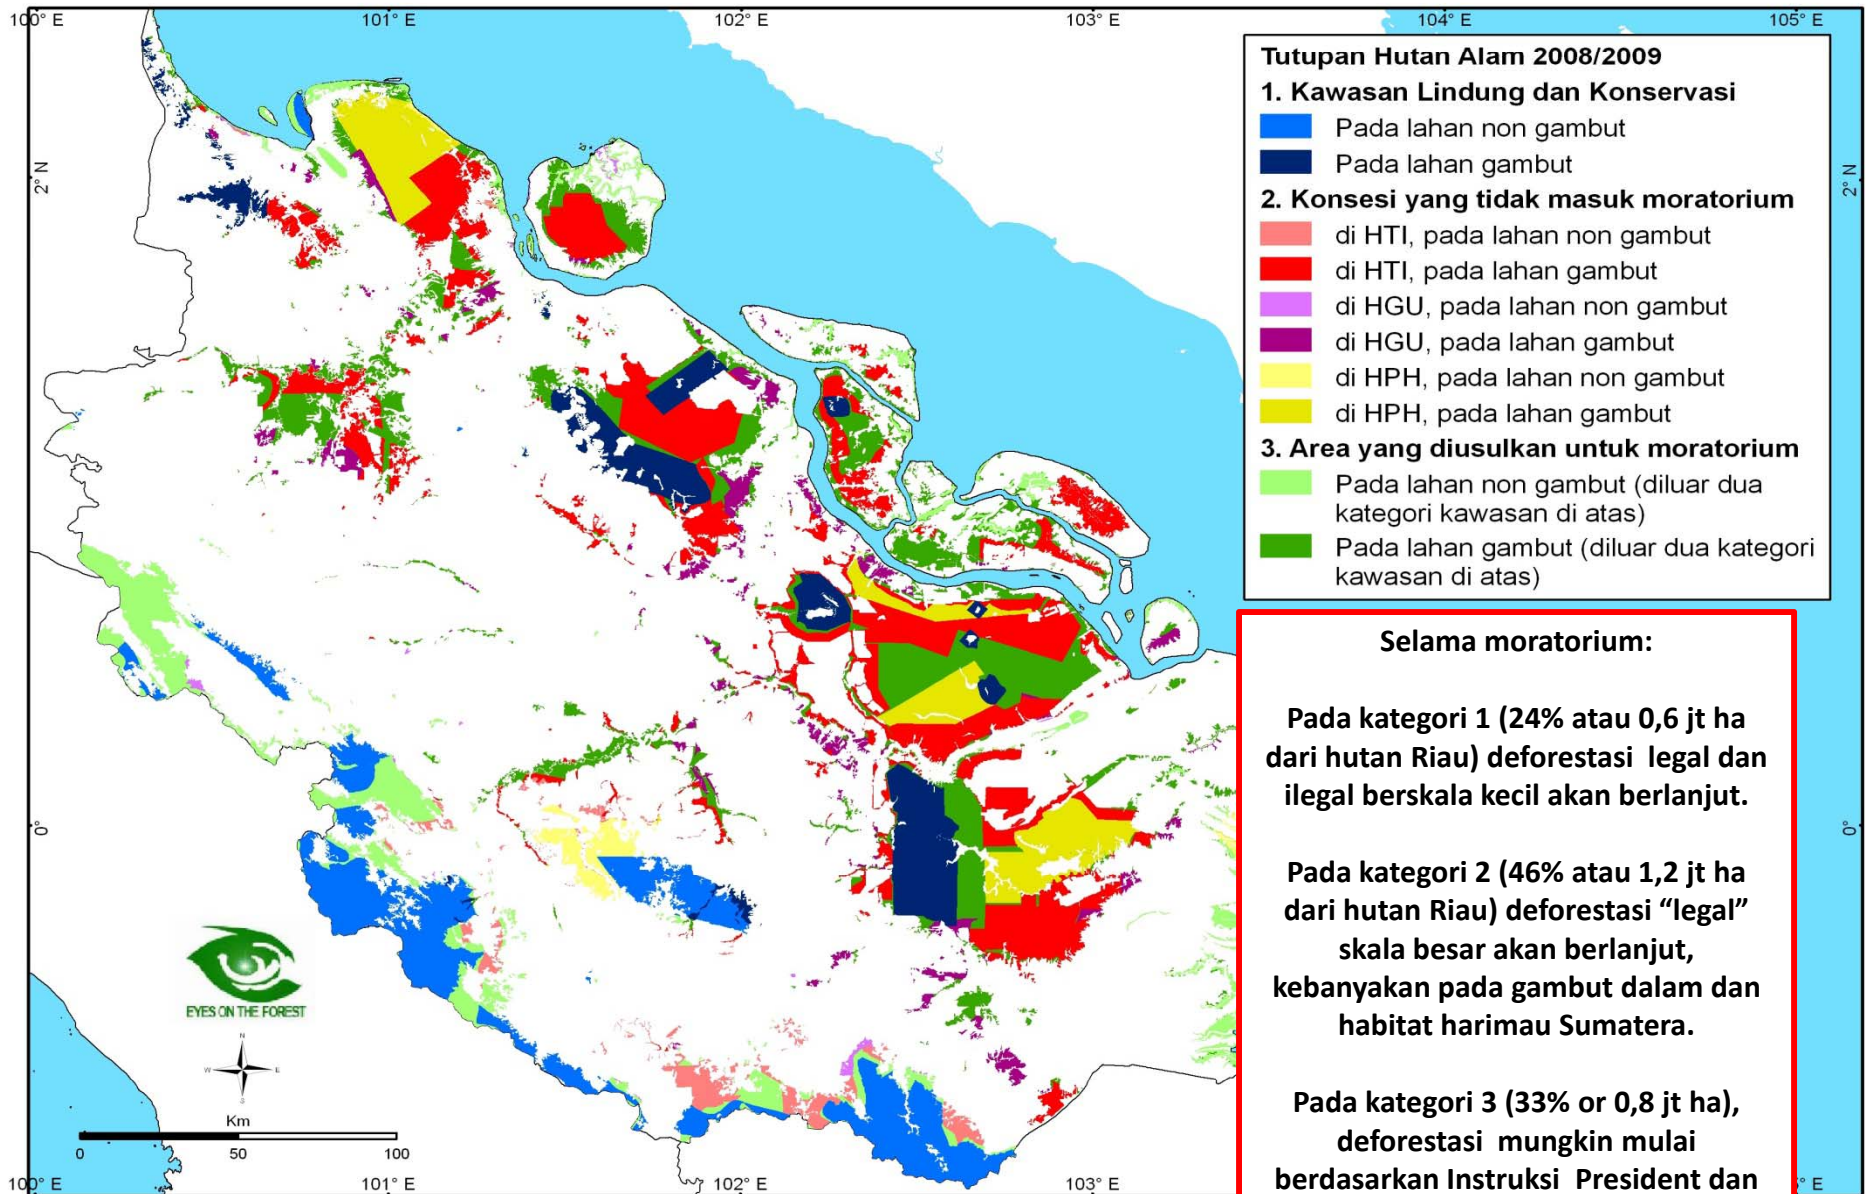 100° E
101° E
102° E
103° E
104° E
105° E
2° N
2° N
Tutupan Hutan Alam 2008/2009
1. Kawasan Lindung dan Konservasi
Pada lahan non gambut
Pada lahan gambut
2. Konsesi yang tidak masuk moratorium
di HTI, pada lahan non gambut
di HTI, pada lahan gambut
di HGU, pada lahan non gambut
di HGU, pada lahan gambut
di HPH, pada lahan non gambut
di HPH, pada lahan gambut
3. Area yang diusulkan untuk moratorium
Pada lahan non gambut (diluar dua
kategori kawasan di atas)
Pada lahan gambut (diluar dua kategori
kawasan di atas)
Selama moratorium:
Pada kategori 1 (24% atau 0,6 jt ha
dari hutan Riau) deforestasi legal dan
ilegal berskala kecil akan berlanjut.
Pada kategori 2 (46% atau 1,2 jt ha
dari hutan Riau) deforestasi “legal”
skala besar akan berlanjut,
kebanyakan pada gambut dalam dan
habitat harimau Sumatera.
Pada kategori 3 (33% or 0,8 jt ha),
deforestasi mungkin mulai
berdasarkan Instruksi President dan
0°
0°
EYES ON THE FOREST
N
W
E
S
Km
0
50
100
100° E
101° E
102° E
103° E
° E